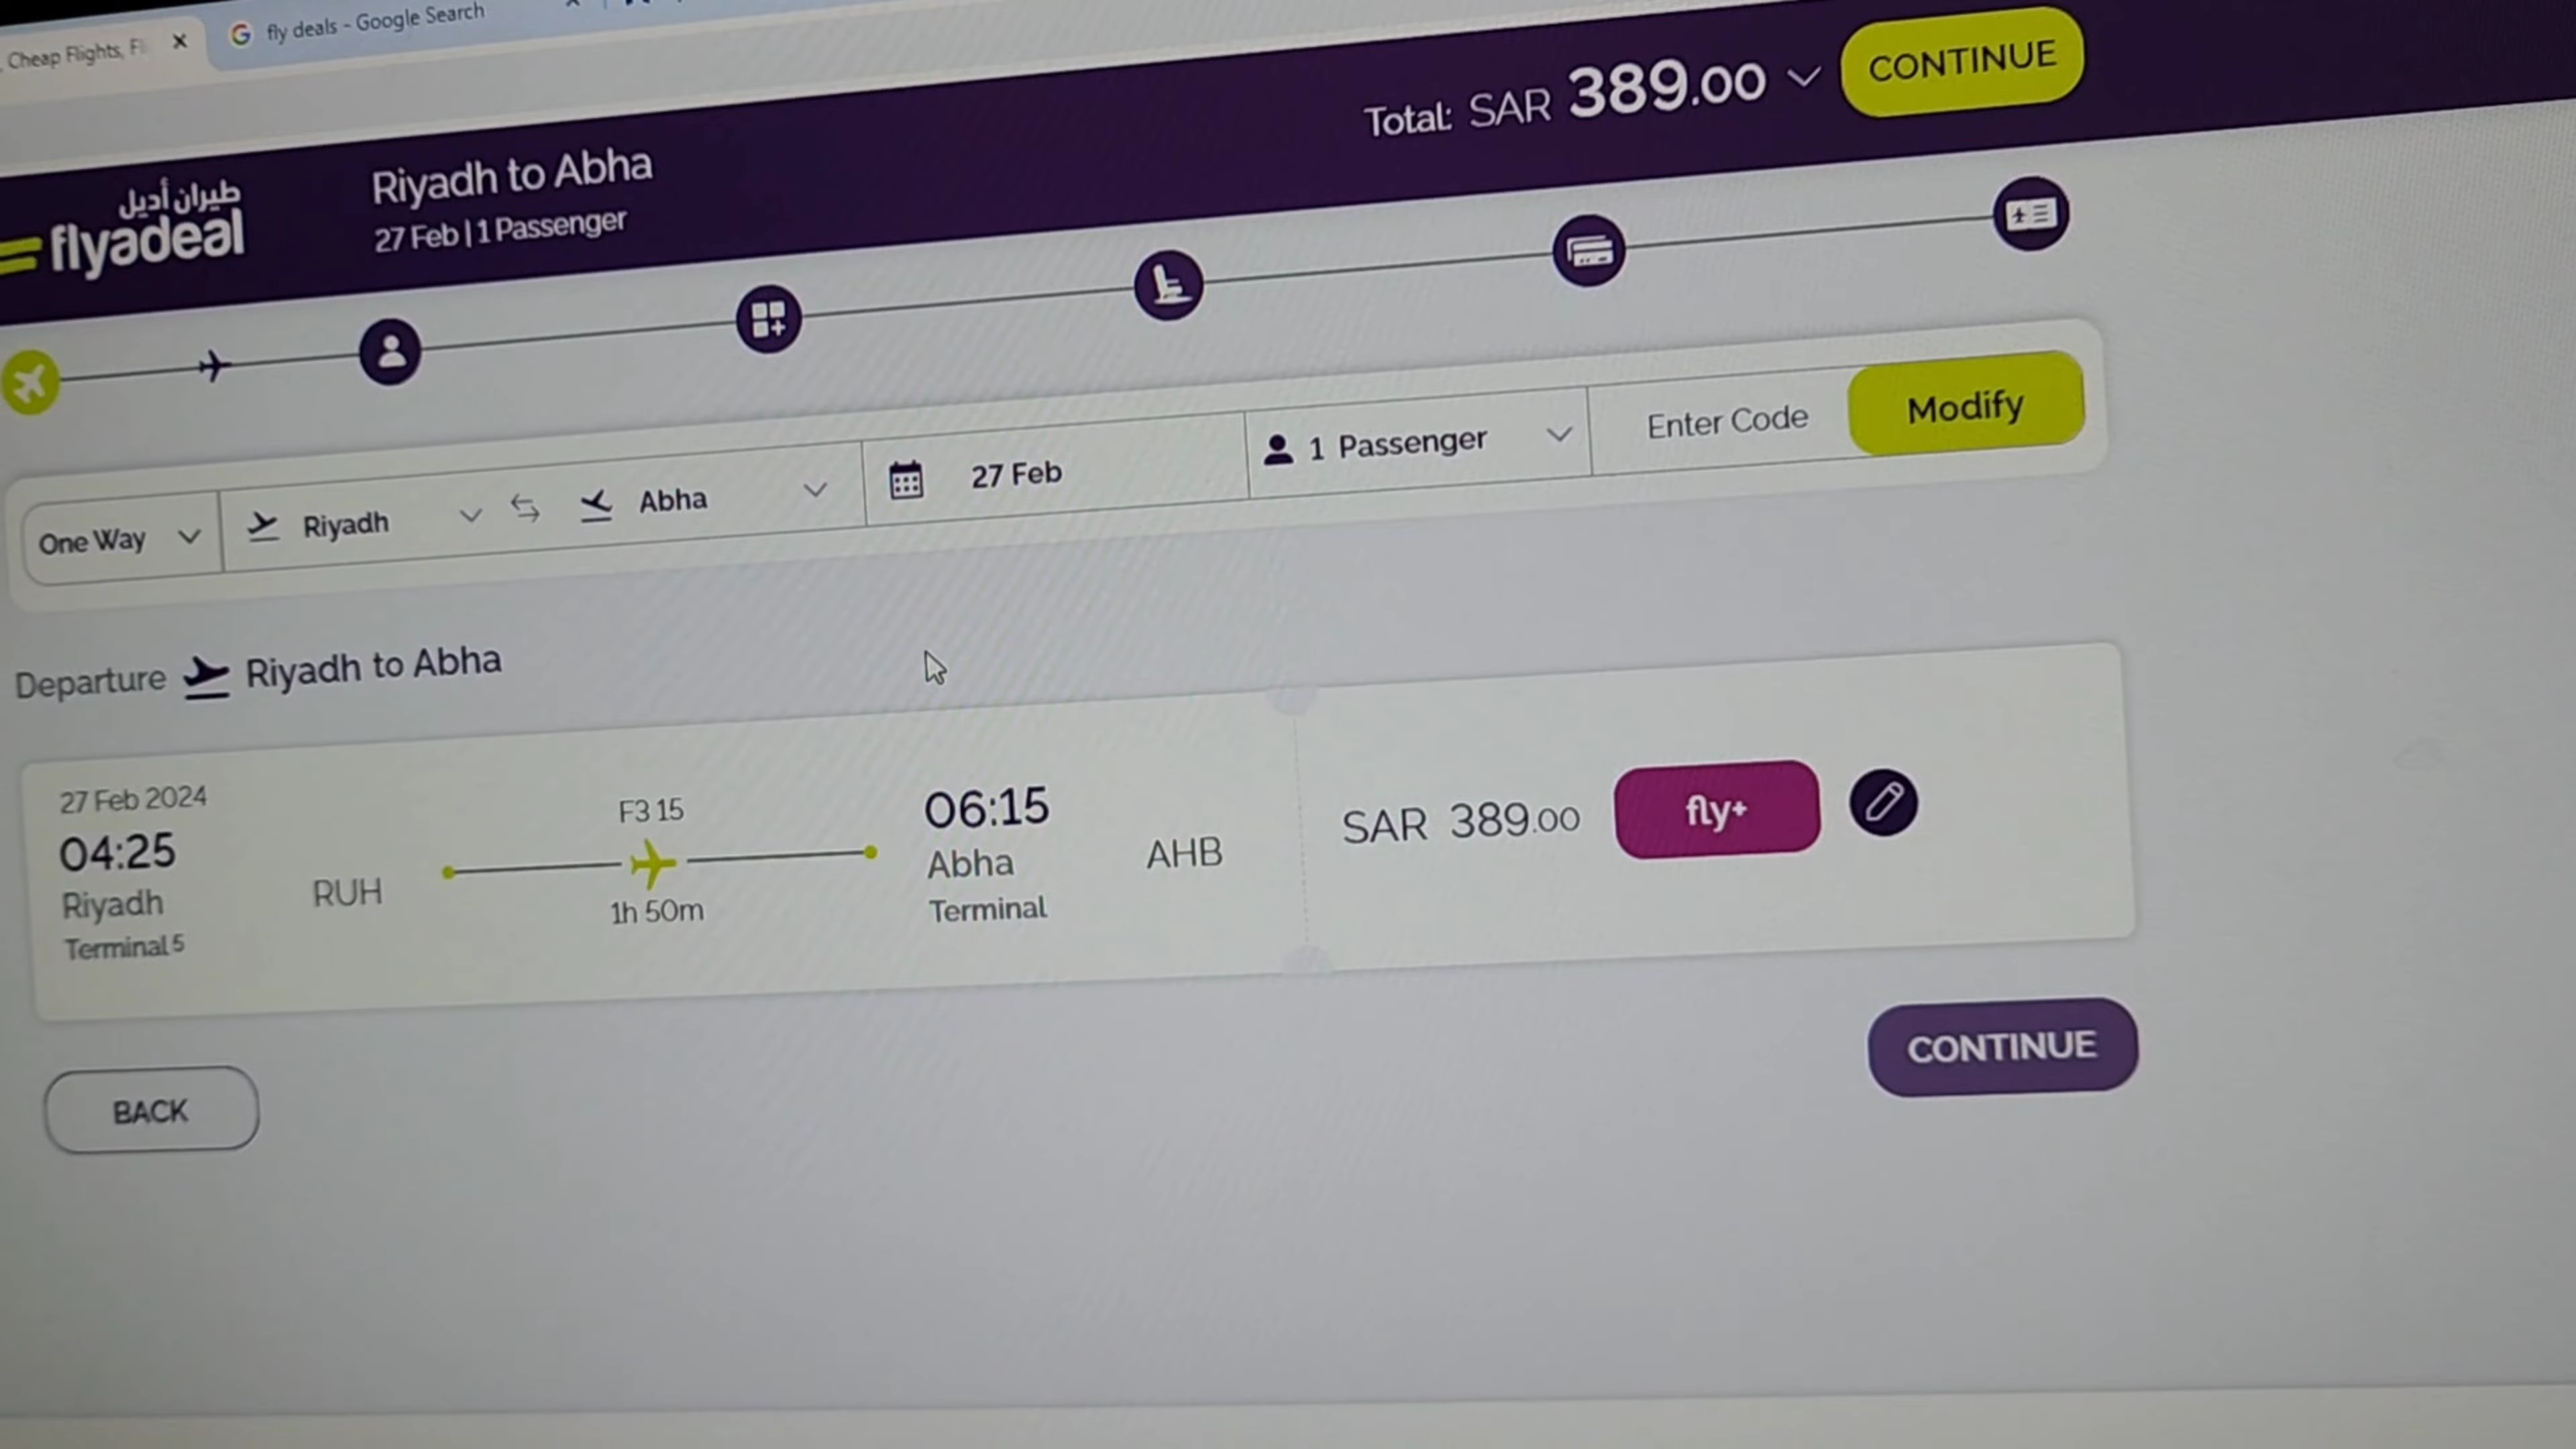 Cheap Flights, Fl
fly deals - Google Search
طيران أديل
flyadeal
Riyadh to Abha
27 Feb | 1 Passenger
Total: SAR 389.00
CONTINUE
One Way
Riyadh
Abha
27 Feb
1 Passenger
Enter Code
Modify
Departure Riyadh to Abha
27 Feb 2024
04:25
Riyadh
Terminal 5
RUH
F3 15
1h 50m
06:15
Abha
Terminal
AHB
SAR 389.00
fly+
BACK
CONTINUE